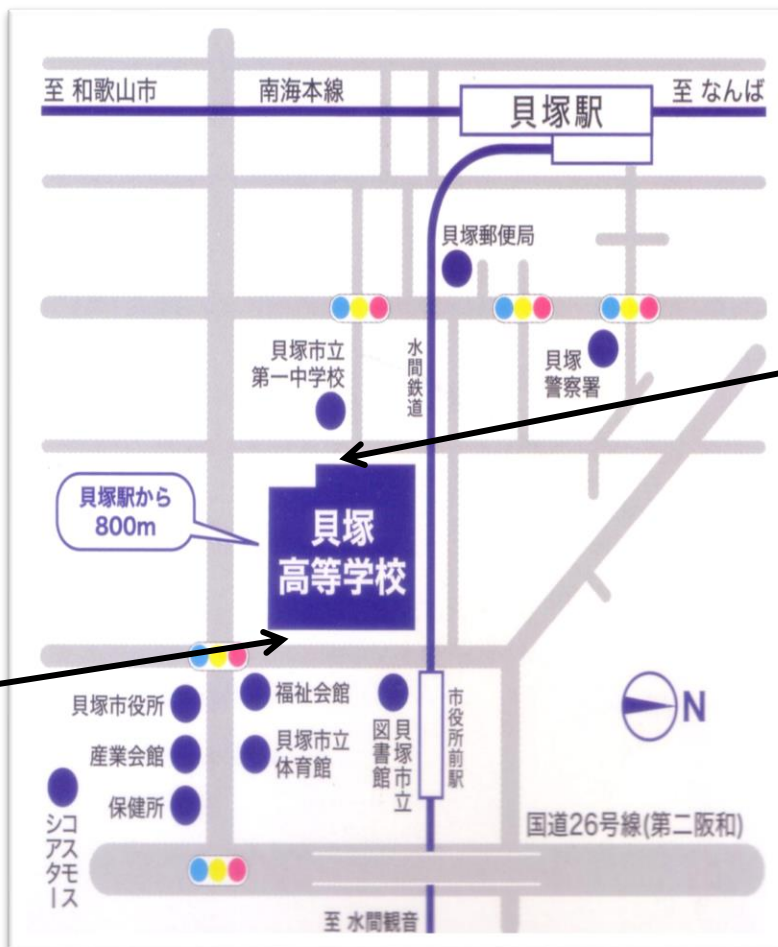 至 和歌山市
南海本線
貝塚駅
至 なんば
貝塚郵便局
貝塚市立
第一中学校
水間鉄道
貝塚
警察署
貝塚駅から
800m
貝塚
高等学校
貝塚市役所
福祉会館
産業会館
貝塚市立
体育館
貝塚市立
図書館
市役所前駅
N
保健所
コスモス
シアター
国道26号線(第二阪和)
至 水間観音